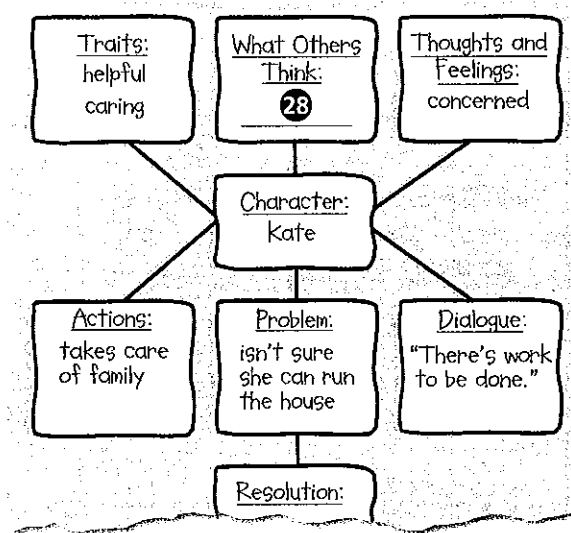 Traits:
helpful
caring
What Others
Think:
28
Thoughts and
Feelings:
concerned
Character:
Kate
Actions:
takes care
of family
Problem:
isn't sure
she can run
the house
Dialogue:
"There's work
to be done."
Resolution: